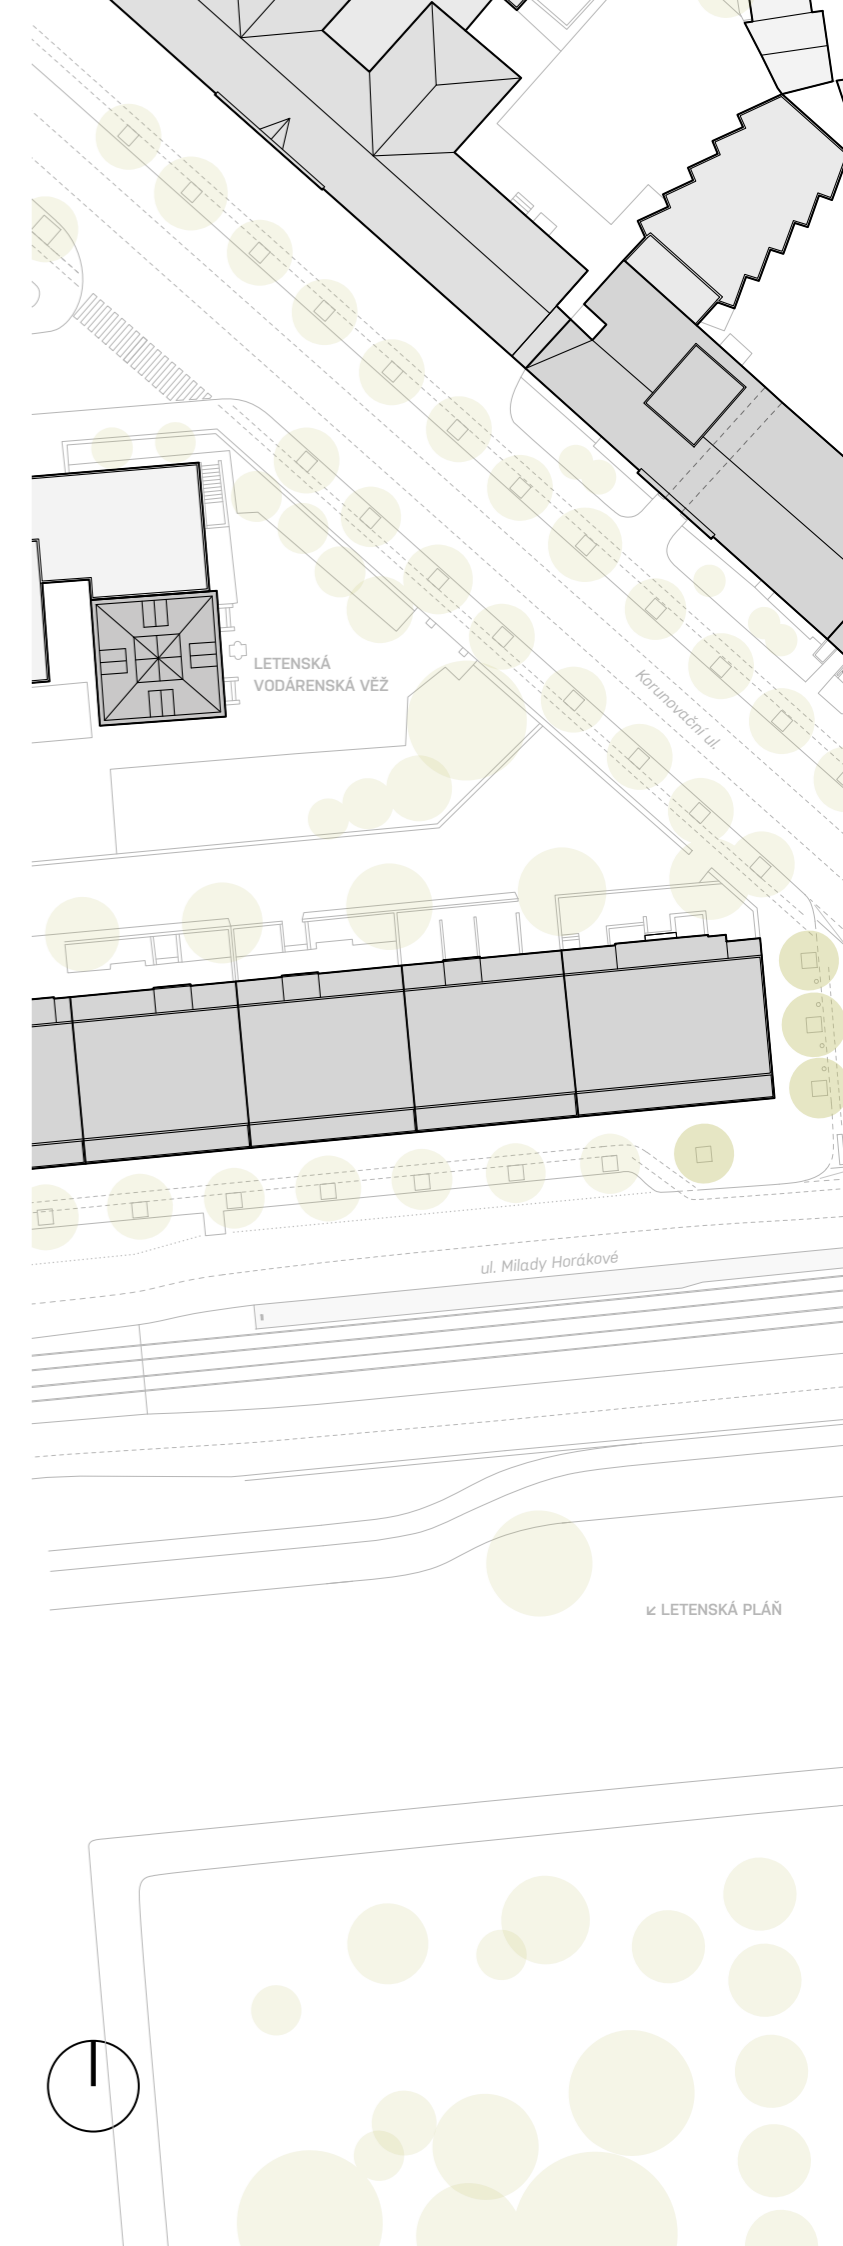 LETENSKÁ
VODÁRENSKÁ VĚŽ
Korunovační ul.
ul. Milady Horákové
↙ LETENSKÁ PLÁŇ